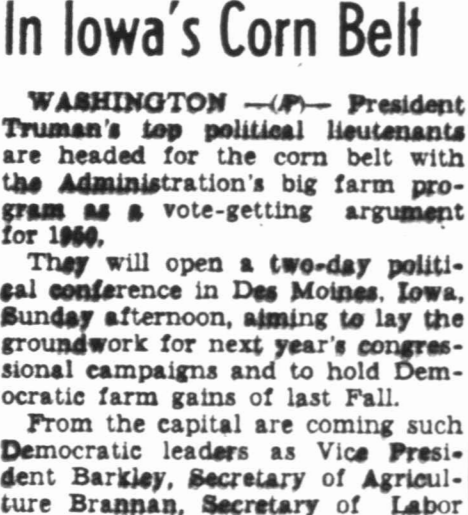 In Iowa's Corn Belt
WASHINGTON —(AP)— President
Truman's top political lieutenants
are headed for the corn belt with
the Administration's big farm pro-
gram as a vote-getting argument
for 1950.
They will open a two-day politi-
cal conference in Des Moines, Iowa,
Sunday afternoon, aiming to lay the
groundwork for next year's congres-
sional campaigns and to hold Dem-
ocratic farm gains of last Fall.
From the capital are coming such
Democratic leaders as Vice Presi-
dent Barkley, Secretary of Agricul-
ture Brannan, Secretary of Labor